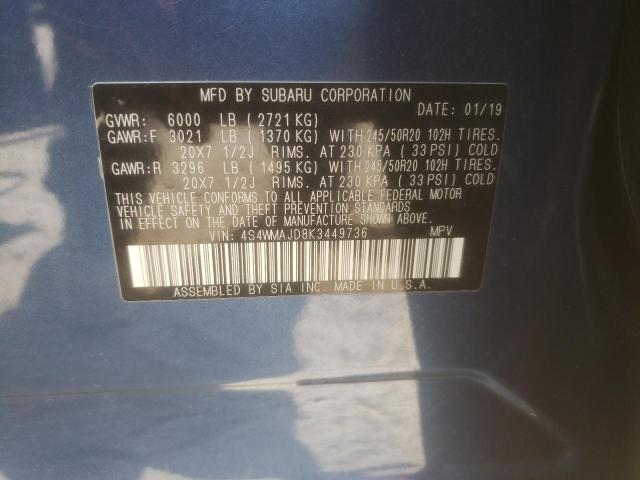 MFD BY SUBARU CORPORATION
DATE: 01/19
GVWR: 6000 LB ( 2721 KG)
GAWR:F 3021 LB ( 1370 KG) WITH 245/50R20 102H TIRES.
20X7 1/2J RIMS. AT 230 KPA ( 33 PSI) COLD
GAWR:R 3296 LB ( 1495 KG) WITH 245/50R20 102H TIRES.
20X7 1/2J RIMS. AT 230 KPA ( 33 PSI) COLD
THIS VEHICLE CONFORMS TO ALL APPLICABLE FEDERAL MOTOR
VEHICLE SAFETY AND THEFT PREVENTION STANDARDS
IN EFFECT ON THE DATE OF MANUFACTURE SHOWN ABOVE.
VIN: 4S4WMAJD8K3449736 MPV
ASSEMBLED BY SIA INC. MADE IN U.S.A.